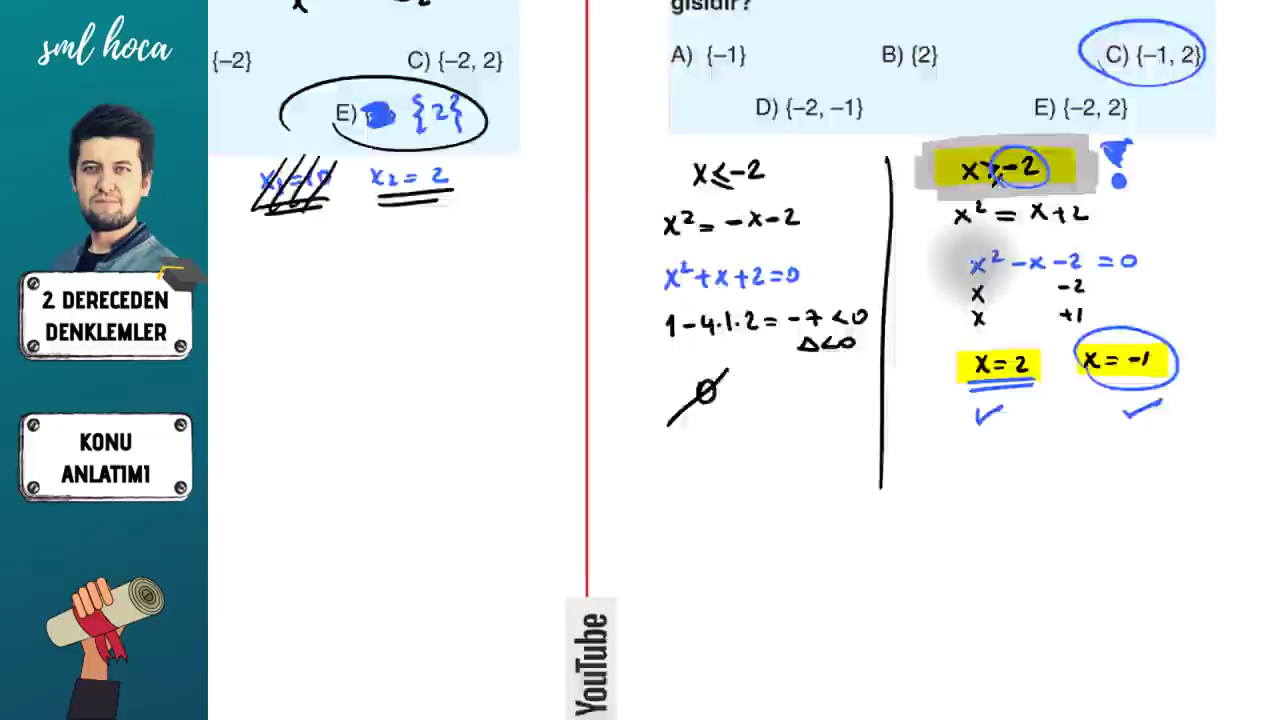 sml hoca
2. DERECEDEN
DENKLEMLER
KONU
ANLATIMI
{–2}
C) {–2, 2}
E) {2}
x₂ = 2
YouTube
gisidir?
A) {–1}
B) {2}
C) {–1, 2}
D) {–2, –1}
E) {–2, 2}
x ≤ -2
x² = -x-2
x²+x+2=0
1-4.1.2 = -7 <0
Δ<0
Ø
x ≥ -2
x² = x+2
x² -x -2 = 0
x -2
x +1
x = 2
x = -1